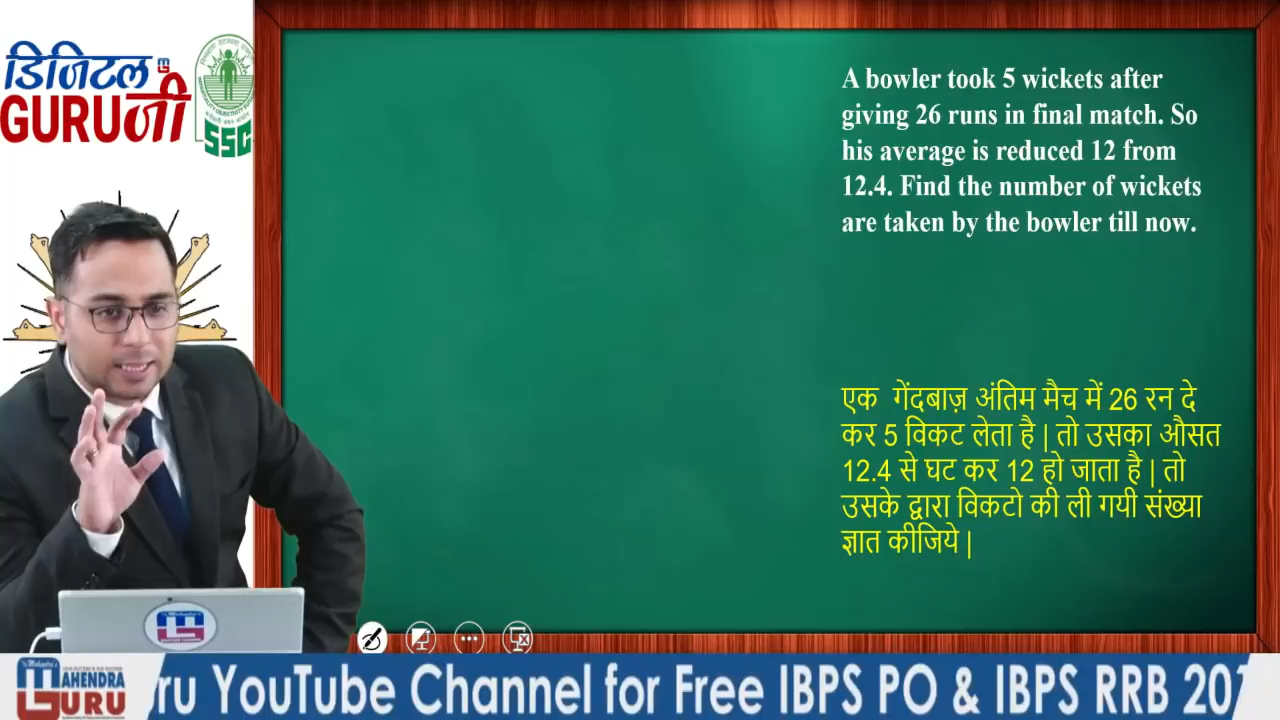 डिजिटल
GURUजी
SSC
A bowler took 5 wickets after
giving 26 runs in final match. So
his average is reduced 12 from
12.4. Find the number of wickets
are taken by the bowler till now.
एक गेंदबाज़ अंतिम मैच में 26 रन दे
कर 5 विकट लेता है | तो उसका औसत
12.4 से घट कर 12 हो जाता है | तो
उसके द्वारा विकटो की ली गयी संख्या
ज्ञात कीजिये |
MAHENDRA
GURU
ru YouTube Channel for Free IBPS PO & IBPS RRB 201